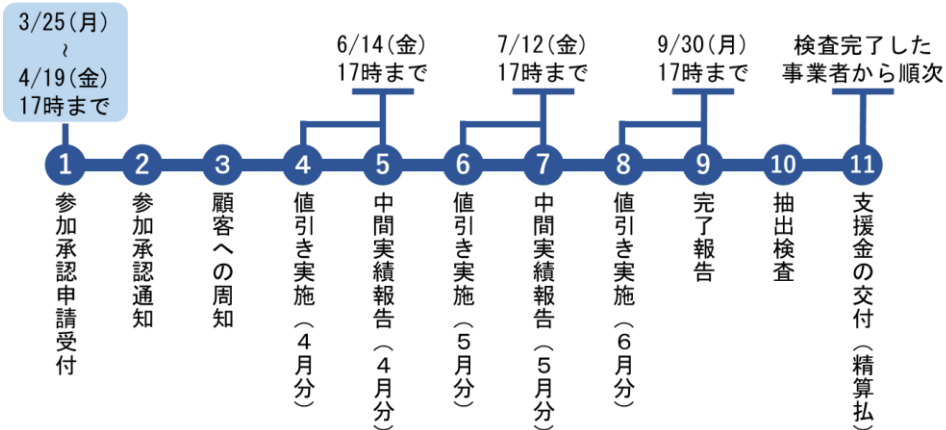 3/25(月)
~
4/19(金)
17時まで
6/14(金)
17時まで
7/12(金)
17時まで
9/30(月)
17時まで
検査完了した
事業者から順次
1
2
3
4
5
6
7
8
9
10
11
参加承認申請受付
参加承認通知
顧客への周知
値引き実施（４月分）
中間実績報告（４月分）
値引き実施（５月分）
中間実績報告（５月分）
値引き実施（６月分）
完了報告
抽出検査
支援金の交付（精算払）